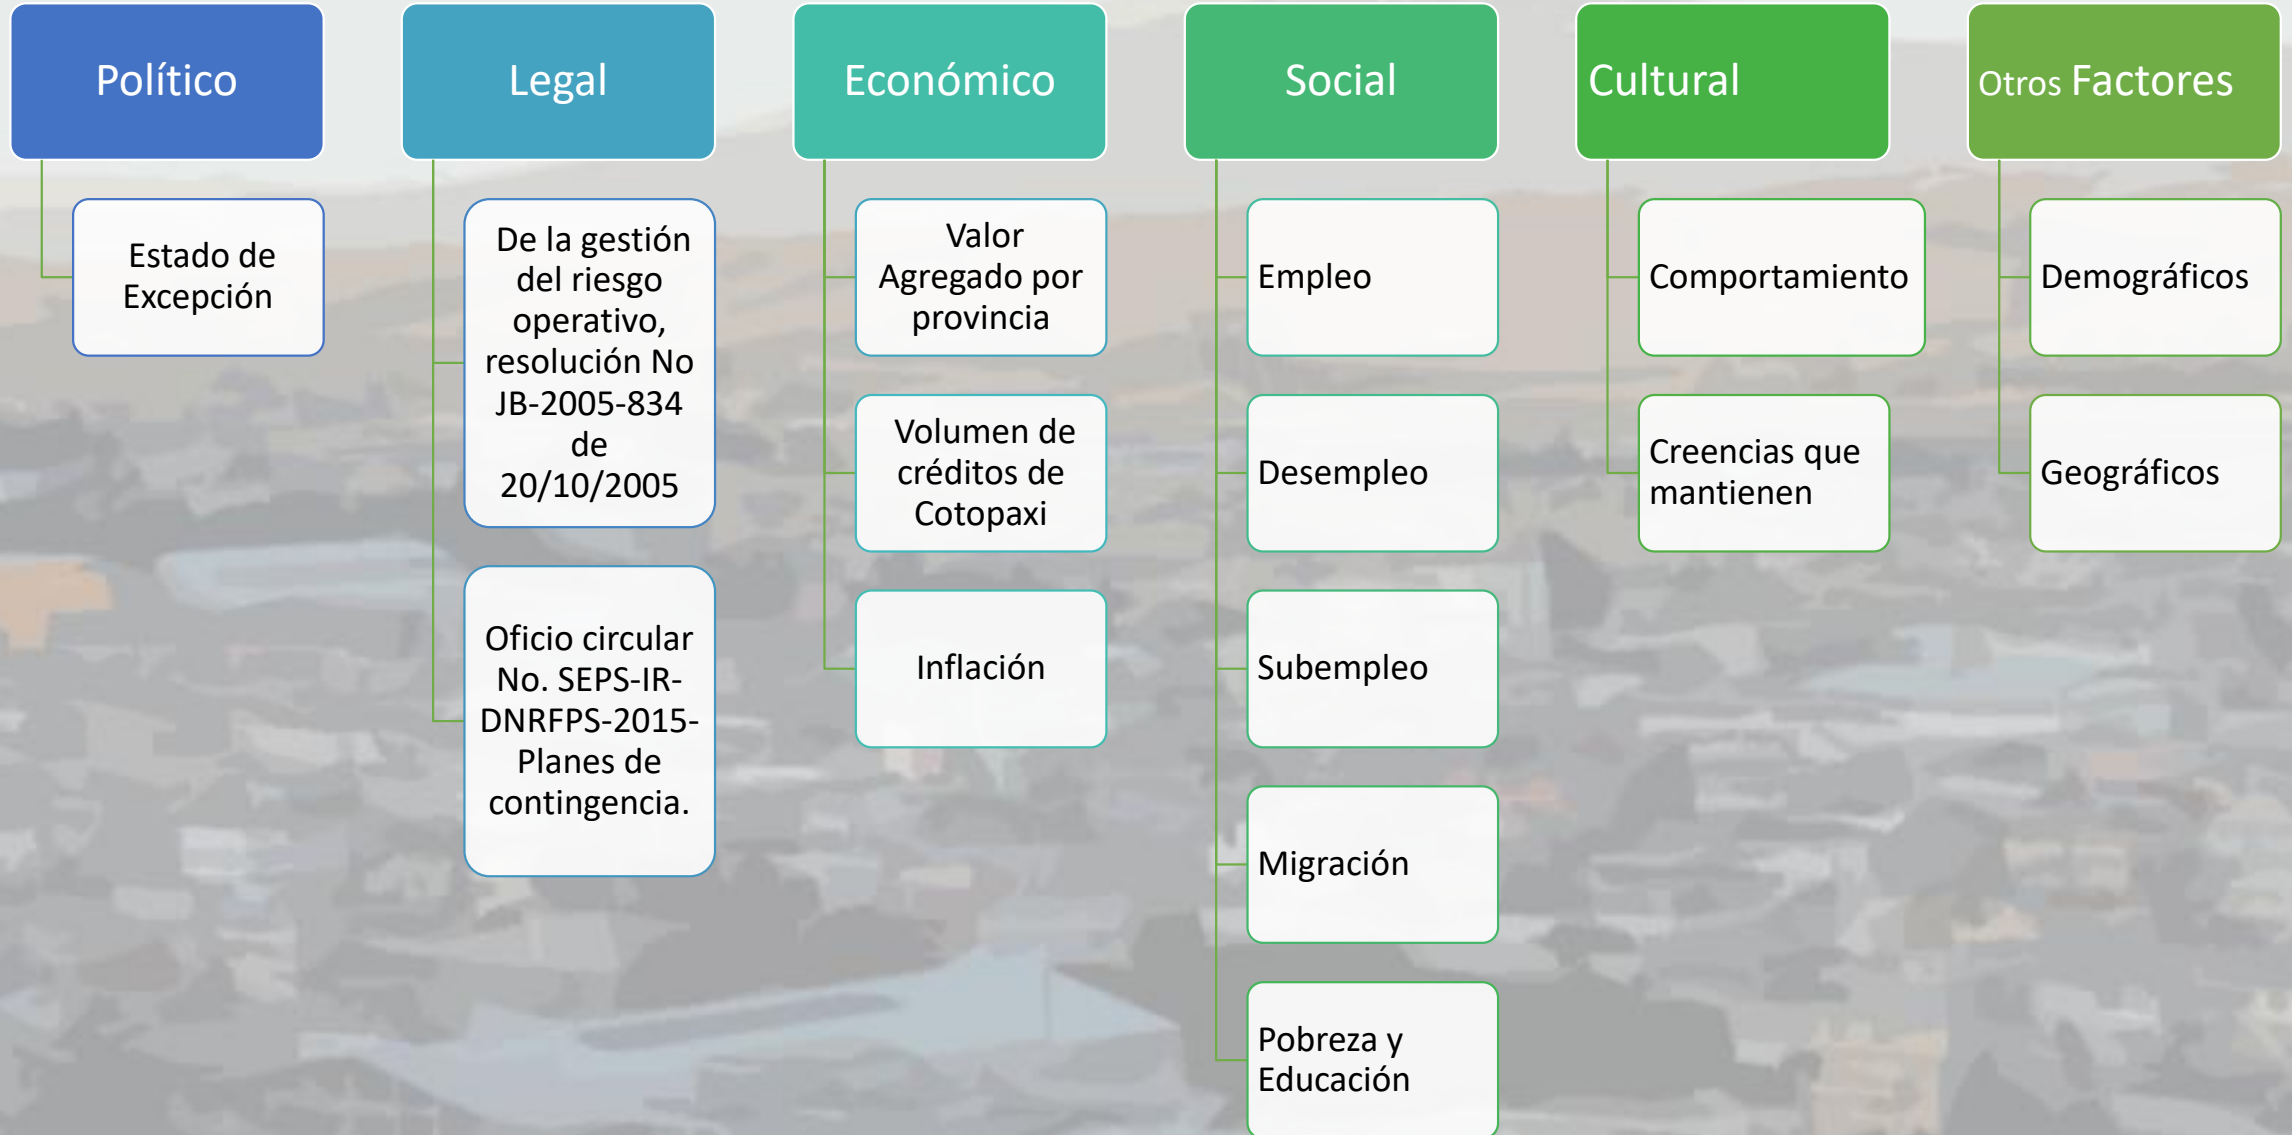 Político
Estado de
Excepción
Legal
De la gestión
del riesgo
operativo,
resolución No
JB-2005-834
de
20/10/2005
Oficio circular
No. SEPS-IR-
DNRFPS-2015-
Planes de
contingencia.
Económico
Valor
Agregado por
provincia
Volumen de
créditos de
Cotopaxi
Inflación
Social
Empleo
Desempleo
Subempleo
Migración
Pobreza y
Educación
Cultural
Comportamiento
Creencias que
mantienen
Otros Factores
Demográficos
Geográficos